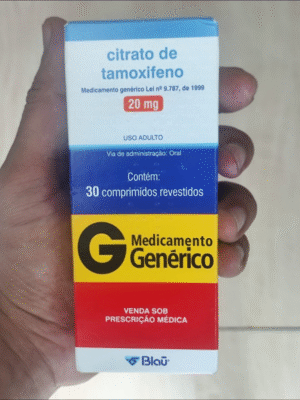 citrato de
tamoxifeno
Medicamento genérico Lei nº 9.787, de 1999
20 mg
USO ADULTO
Via de administração: Oral
Contém:
30 comprimidos revestidos
G Medicamento
Genérico
VENDA SOB
PRESCRIÇÃO MÉDICA
Blaū